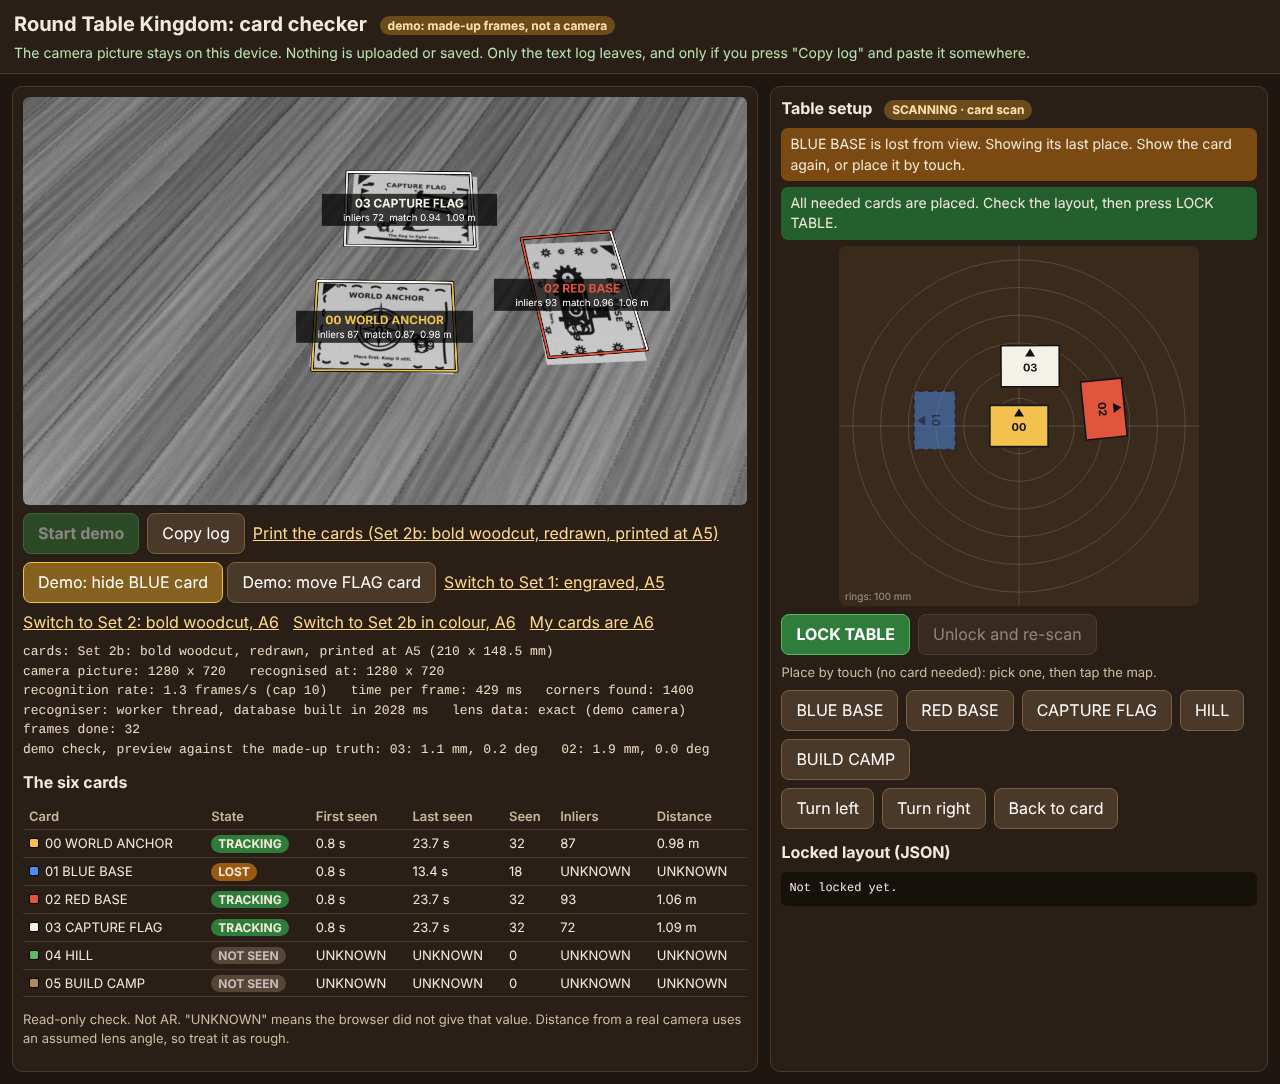 Round Table Kingdom: card checker demo: made-up frames, not a camera
The camera picture stays on this device. Nothing is uploaded or saved. Only the text log leaves, and only if you press "Copy log" and paste it somewhere.
CAPTURE FLAG
03 CAPTURE FLAG
inliers 72 match 0.94 1.09 m
The flag to fight over.
02 RED BASE
inliers 93 match 0.96 1.06 m
WORLD ANCHOR
00 WORLD ANCHOR
inliers 87 match 0.87 0.98 m
Place first. Keep it still.
Start demo Copy log Print the cards (Set 2b: bold woodcut, redrawn, printed at A5)
Demo: hide BLUE card Demo: move FLAG card Switch to Set 1: engraved, A5
Switch to Set 2: bold woodcut, A6 Switch to Set 2b in colour, A6 My cards are A6
cards: Set 2b: bold woodcut, redrawn, printed at A5 (210 x 148.5 mm)
camera picture: 1280 x 720 recognised at: 1280 x 720
recognition rate: 1.3 frames/s (cap 10) time per frame: 429 ms corners found: 1400
recogniser: worker thread, database built in 2028 ms lens data: exact (demo camera)
frames done: 32
demo check, preview against the made-up truth: 03: 1.1 mm, 0.2 deg 02: 1.9 mm, 0.0 deg
The six cards
Card State First seen Last seen Seen Inliers Distance
00 WORLD ANCHOR TRACKING 0.8 s 23.7 s 32 87 0.98 m
01 BLUE BASE LOST 0.8 s 13.4 s 18 UNKNOWN UNKNOWN
02 RED BASE TRACKING 0.8 s 23.7 s 32 93 1.06 m
03 CAPTURE FLAG TRACKING 0.8 s 23.7 s 32 72 1.09 m
04 HILL NOT SEEN UNKNOWN UNKNOWN 0 UNKNOWN UNKNOWN
05 BUILD CAMP NOT SEEN UNKNOWN UNKNOWN 0 UNKNOWN UNKNOWN
Read-only check. Not AR. "UNKNOWN" means the browser did not give that value. Distance from a real camera uses
an assumed lens angle, so treat it as rough.
Table setup SCANNING · card scan
BLUE BASE is lost from view. Showing its last place. Show the card
again, or place it by touch.
All needed cards are placed. Check the layout, then press LOCK
TABLE.
03
01
02
00
rings: 100 mm
LOCK TABLE Unlock and re-scan
Place by touch (no card needed): pick one, then tap the map.
BLUE BASE RED BASE CAPTURE FLAG HILL
BUILD CAMP
Turn left Turn right Back to card
Locked layout (JSON)
Not locked yet.